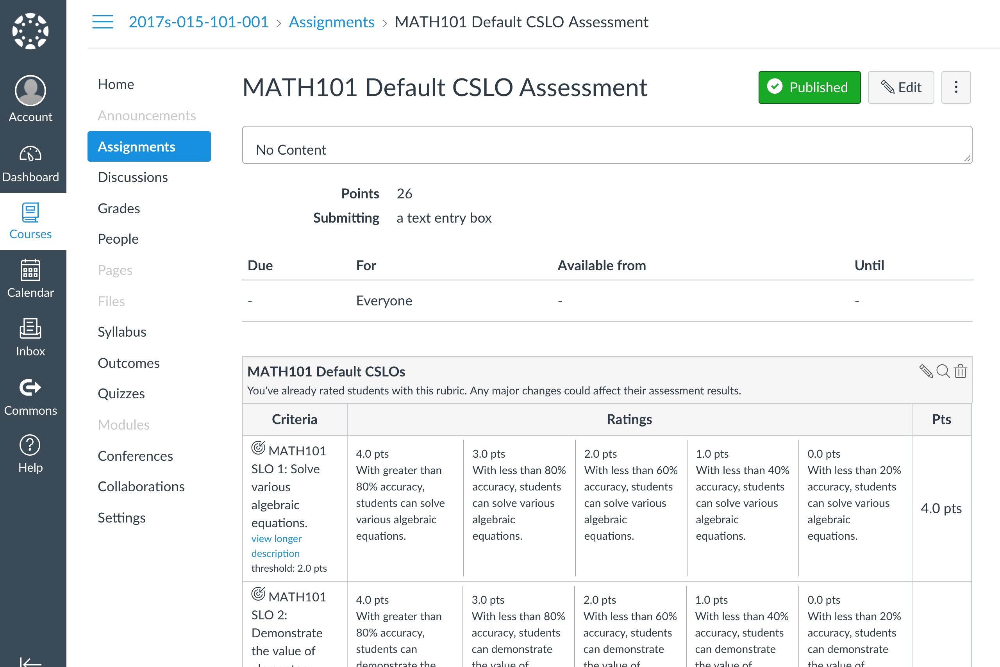 2017s-015-101-001 > Assignments > MATH101 Default CSLO Assessment
Account
Dashboard
Courses
Calendar
Inbox
Commons
Help
Home
Announcements
Assignments
Discussions
Grades
People
Pages
Files
Syllabus
Outcomes
Quizzes
Modules
Conferences
Collaborations
Settings
MATH101 Default CSLO Assessment
Published
Edit
No Content
Points 26
Submitting a text entry box
Due For Available from Until
- Everyone - -
MATH101 Default CSLOs
You've already rated students with this rubric. Any major changes could affect their assessment results.
Criteria Ratings Pts
MATH101
SLO 1: Solve
various
algebraic
equations.
view longer
description
threshold: 2.0 pts
4.0 pts
With greater than
80% accuracy,
students can solve
various algebraic
equations.
3.0 pts
With less than 80%
accuracy, students
can solve various
algebraic
equations.
2.0 pts
With less than 60%
accuracy, students
can solve various
algebraic
equations.
1.0 pts
With less than 40%
accuracy, students
can solve various
algebraic
equations.
0.0 pts
With less than 20%
accuracy, students
can solve various
algebraic
equations.
4.0 pts
MATH101
SLO 2:
Demonstrate
the value of
4.0 pts
With greater than
80% accuracy,
students can
demonstrate the
3.0 pts
With less than 80%
accuracy, students
can demonstrate
the value of
2.0 pts
With less than 60%
accuracy, students
can demonstrate
the value of
1.0 pts
With less than 40%
accuracy, students
can demonstrate
the value of
0.0 pts
With less than 20%
accuracy, students
can demonstrate
the value of